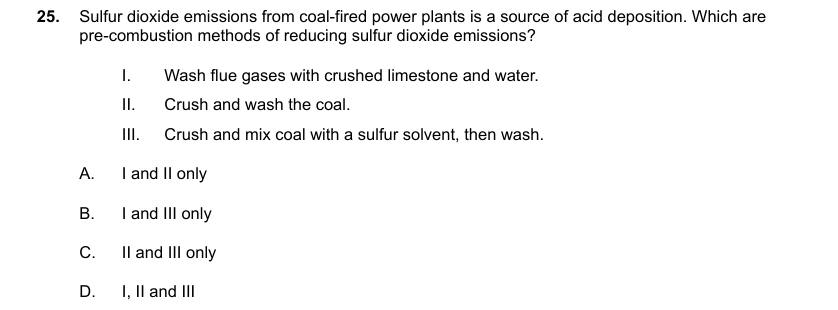 25. Sulfur dioxide emissions from coal-fired power plants is a source of acid deposition. Which are
pre-combustion methods of reducing sulfur dioxide emissions?
I. Wash flue gases with crushed limestone and water.
II. Crush and wash the coal.
III. Crush and mix coal with a sulfur solvent, then wash.
A. I and II only
B. I and III only
C. II and III only
D. I, II and III